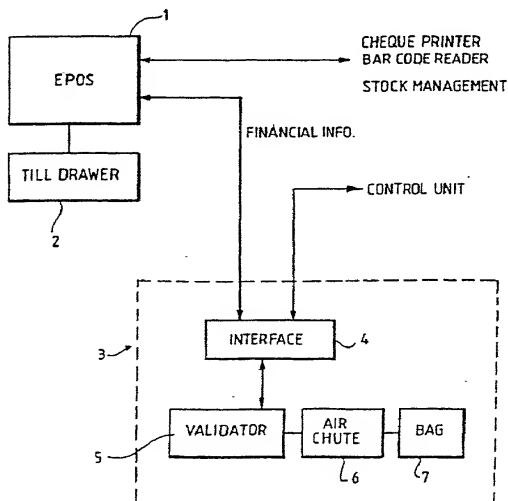 1
EPOS
CHEQUE PRINTER
BAR CODE READER
STOCK MANAGEMENT
FINANCIAL INFO.
TILL DRAWER
2
CONTROL UNIT
3
INTERFACE
4
VALIDATOR
AIR
CHUTE
BAG
5
6
7